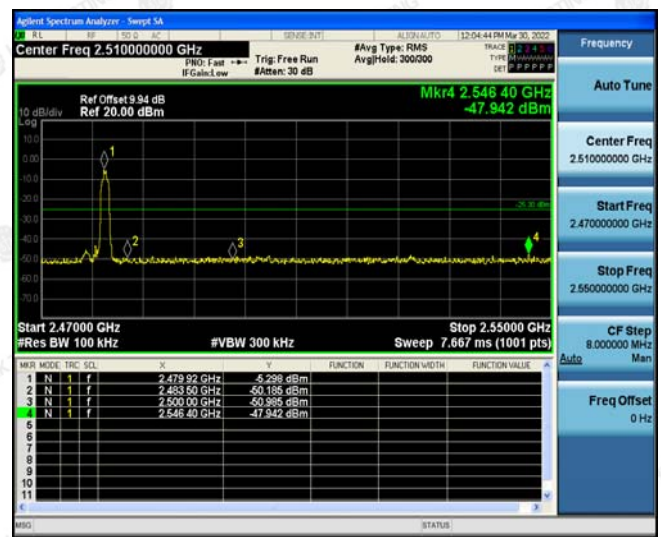 Agilent Spectrum Analyzer - Swept SA
RL RF 50 Ω AC SENSE:INT ALIGNAUTO 12:04:44 PM Mar 30, 2022
Center Freq 2.510000000 GHz #Avg Type: RMS TRACE 1 2 3 4 5 6
PNO: Fast Trig: Free Run Avg|Hold: 300/300 TYPE
IFGain:Low #Atten: 30 dB DET P P P P P P
Frequency
Auto Tune
Center Freq
2.510000000 GHz
Start Freq
2.470000000 GHz
Stop Freq
2.550000000 GHz
CF Step
8.000000 MHz
Auto Man
Freq Offset
0 Hz
Mkr4 2.546 40 GHz
-47.942 dBm
Ref Offset 9.94 dB
10 dB/div Ref 20.00 dBm
Log
10.0
0.00
-10.0
-20.0
-30.0
-40.0
-50.0
-60.0
-70.0
1
2
3
4
Start 2.47000 GHz Stop 2.55000 GHz
#Res BW 100 kHz #VBW 300 kHz Sweep 7.667 ms (1001 pts)
MKR MODE TRC SCL X Y FUNCTION FUNCTION WIDTH FUNCTION VALUE
1 N 1 f 2.479 92 GHz -5.298 dBm
2 N 1 f 2.483 50 GHz -50.185 dBm
3 N 1 f 2.500 00 GHz -50.985 dBm
4 N 1 f 2.546 40 GHz -47.942 dBm
5
6
7
8
9
10
11
MSG STATUS